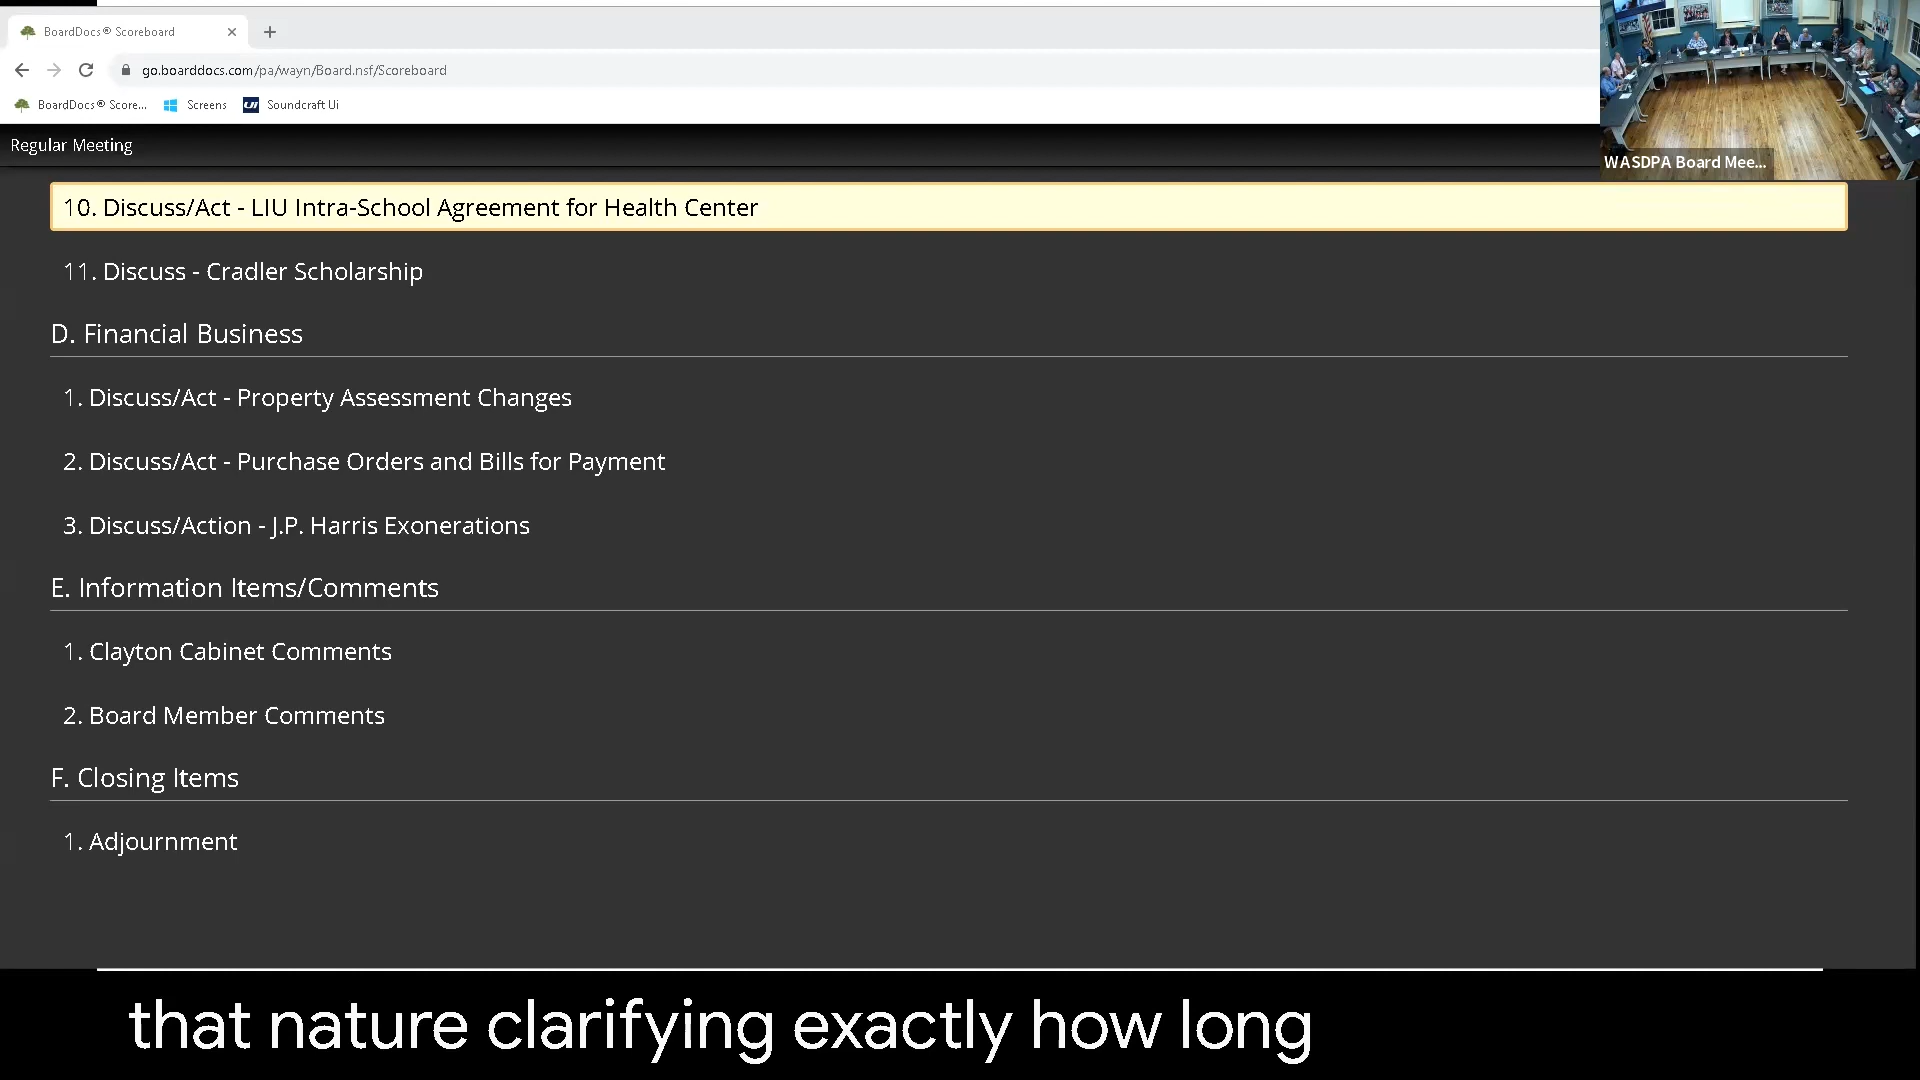 BoardDocs® Scoreboard
go.boarddocs.com/pa/wayn/Board.nsf/Scoreboard
BoardDocs® Score... Screens Ui Soundcraft Ui
WASDPA Board Mee...
Regular Meeting
10. Discuss/Act - LIU Intra-School Agreement for Health Center
11. Discuss - Cradler Scholarship
D. Financial Business
1. Discuss/Act - Property Assessment Changes
2. Discuss/Act - Purchase Orders and Bills for Payment
3. Discuss/Action - J.P. Harris Exonerations
E. Information Items/Comments
1. Clayton Cabinet Comments
2. Board Member Comments
F. Closing Items
1. Adjournment
that nature clarifying exactly how long